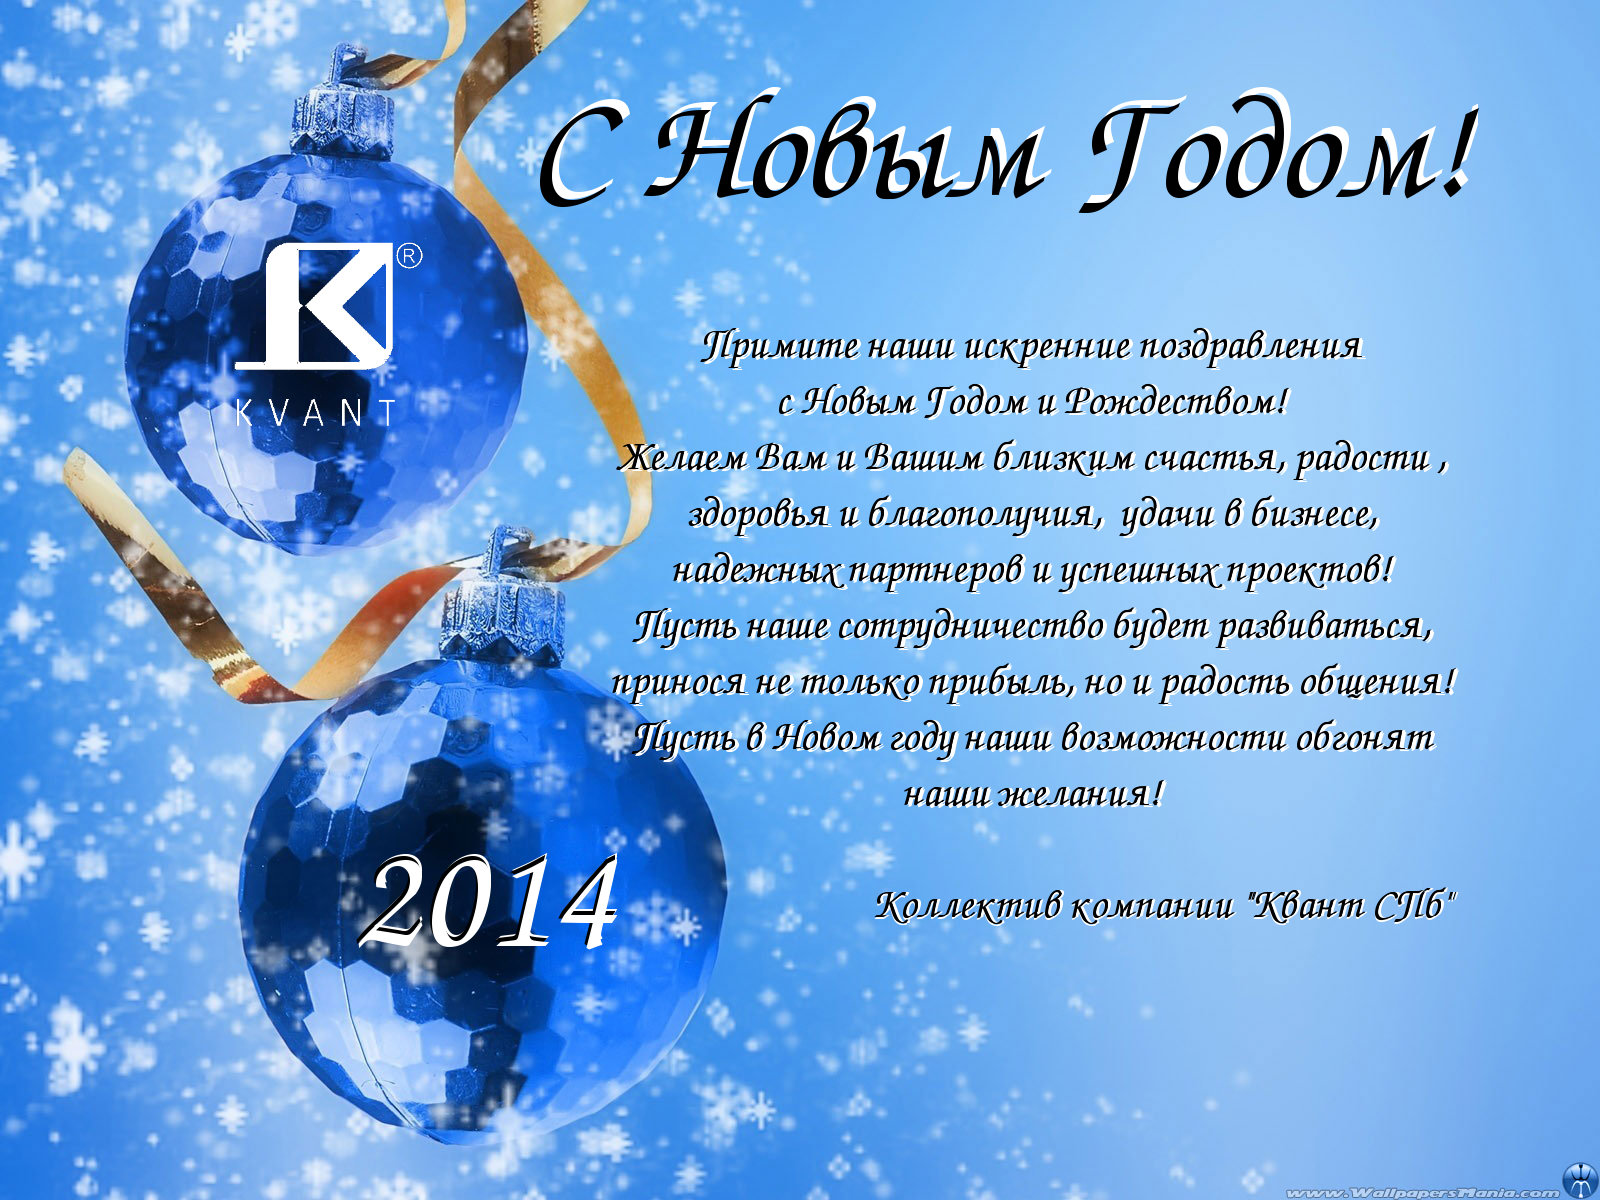 С Новым Годом!
®
KVANT
Примите наши искренние поздравления
с Новым Годом и Рождеством!
Желаем Вам и Вашим близким счастья, радости ,
здоровья и благополучия, удачи в бизнесе,
надежных партнеров и успешных проектов!
Пусть наше сотрудничество будет развиваться,
принося не только прибыль, но и радость общения!
Пусть в Новом году наши возможности обгонят
наши желания!
2014
Коллектив компании "Квант СПб"
www.WallpapersMania.com